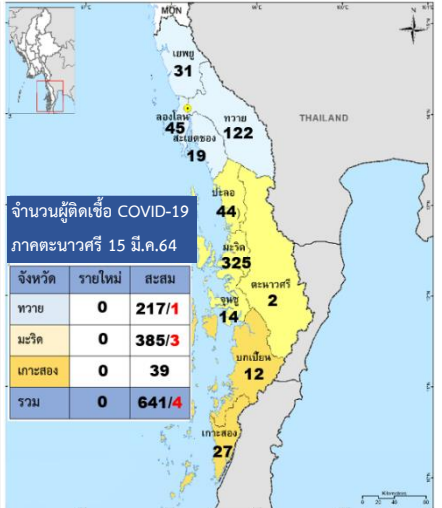 MON
N
เยพยู
31
ลองโลน
45
ทวาย
122
สะเยดชอง
19
THAILAND
ปะลอ
44
มะริด
325
ตะนาวศรี
2
จุนซู
14
บกเปี้ยน
12
เกาะสอง
27
จำนวนผู้ติดเชื้อ COVID-19
ภาคตะนาวศรี 15 มี.ค.64
จังหวัด รายใหม่ สะสม
ทวาย 0 217/1
มะริด 0 385/3
เกาะสอง 0 39
รวม 0 641/4
Kilometers